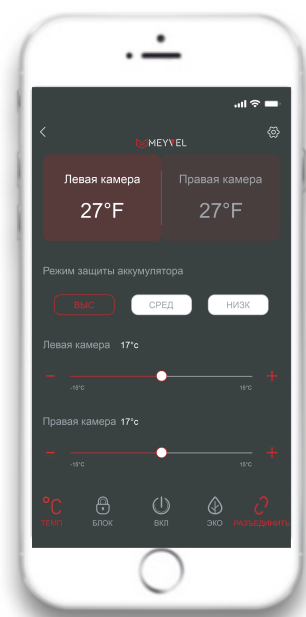 MEYVEL
Левая камера Правая камера
27°F 27°F
Режим защиты аккумулятора
ВЫС СРЕД НИЗК
Левая камера 17°c
− +
-15°C 15°C
Правая камера 17°c
− +
-15°C 15°C
°C
ТЕМП БЛОК ВКЛ ЭКО РАЗЪЕДИНИТЬ